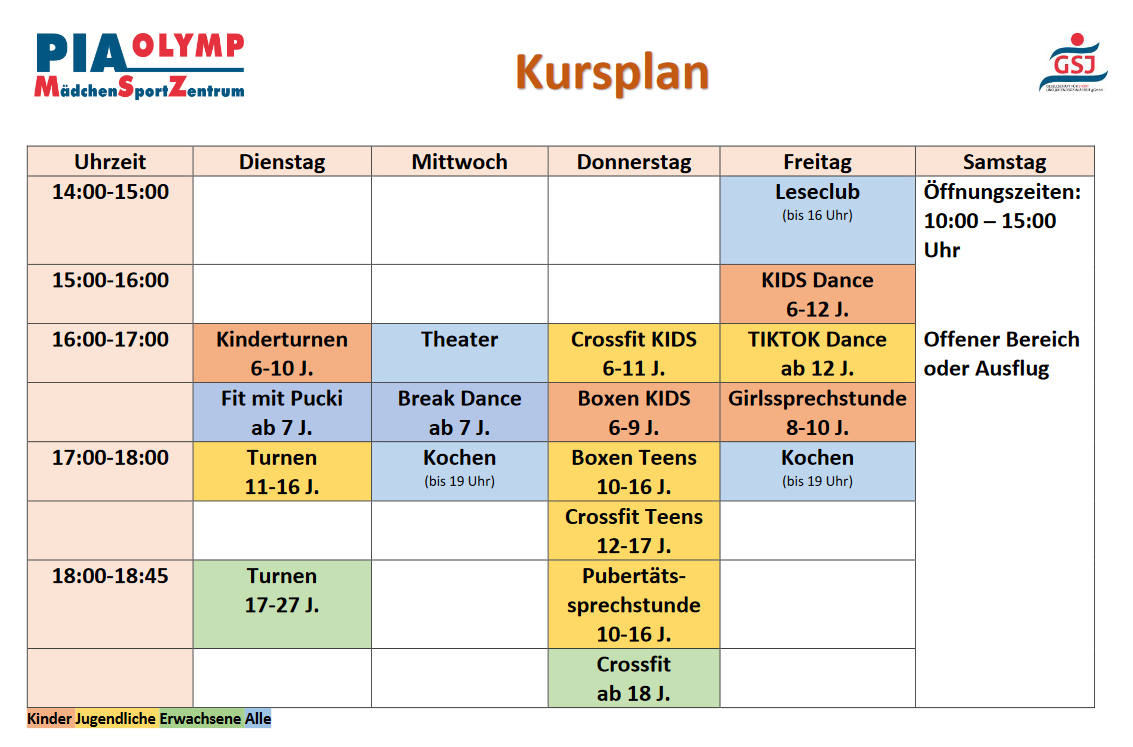 PIA OLYMP
MädchenSportZentrum
Kursplan
GSJ
Uhrzeit Dienstag Mittwoch Donnerstag Freitag Samstag
14:00-15:00 Leseclub Öffnungszeiten:
(bis 16 Uhr) 10:00 – 15:00
Uhr
15:00-16:00 KIDS Dance
6-12 J.
16:00-17:00 Kinderturnen Theater Crossfit KIDS TIKTOK Dance Offener Bereich
6-10 J. 6-11 J. ab 12 J. oder Ausflug
Fit mit Pucki Break Dance Boxen KIDS Girlssprechstunde
ab 7 J. ab 7 J. 6-9 J. 8-10 J.
17:00-18:00 Turnen Kochen Boxen Teens Kochen
11-16 J. (bis 19 Uhr) 10-16 J. (bis 19 Uhr)
Crossfit Teens
12-17 J.
18:00-18:45 Turnen Pubertäts-
17-27 J. sprechstunde
10-16 J.
Crossfit
ab 18 J.
Kinder Jugendliche Erwachsene Alle